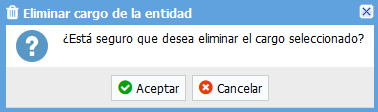 Eliminar cargo de la entidad
¿Está seguro que desea eliminar el cargo seleccionado?
Aceptar
Cancelar